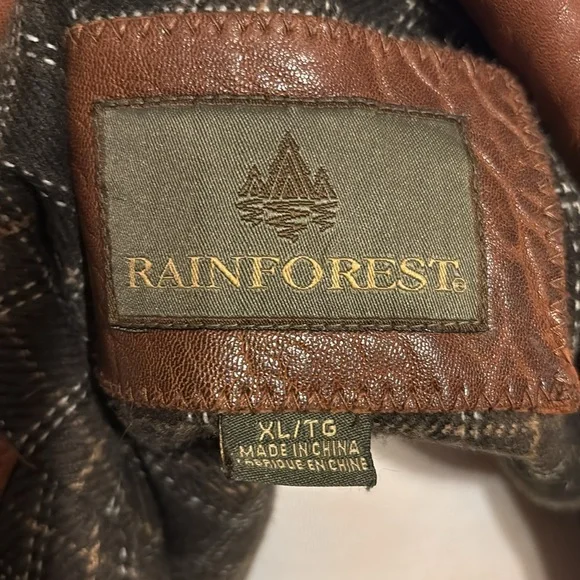 RAINFOREST®
XL/TG
MADE IN CHINA
FABRIQUE EN CHINE